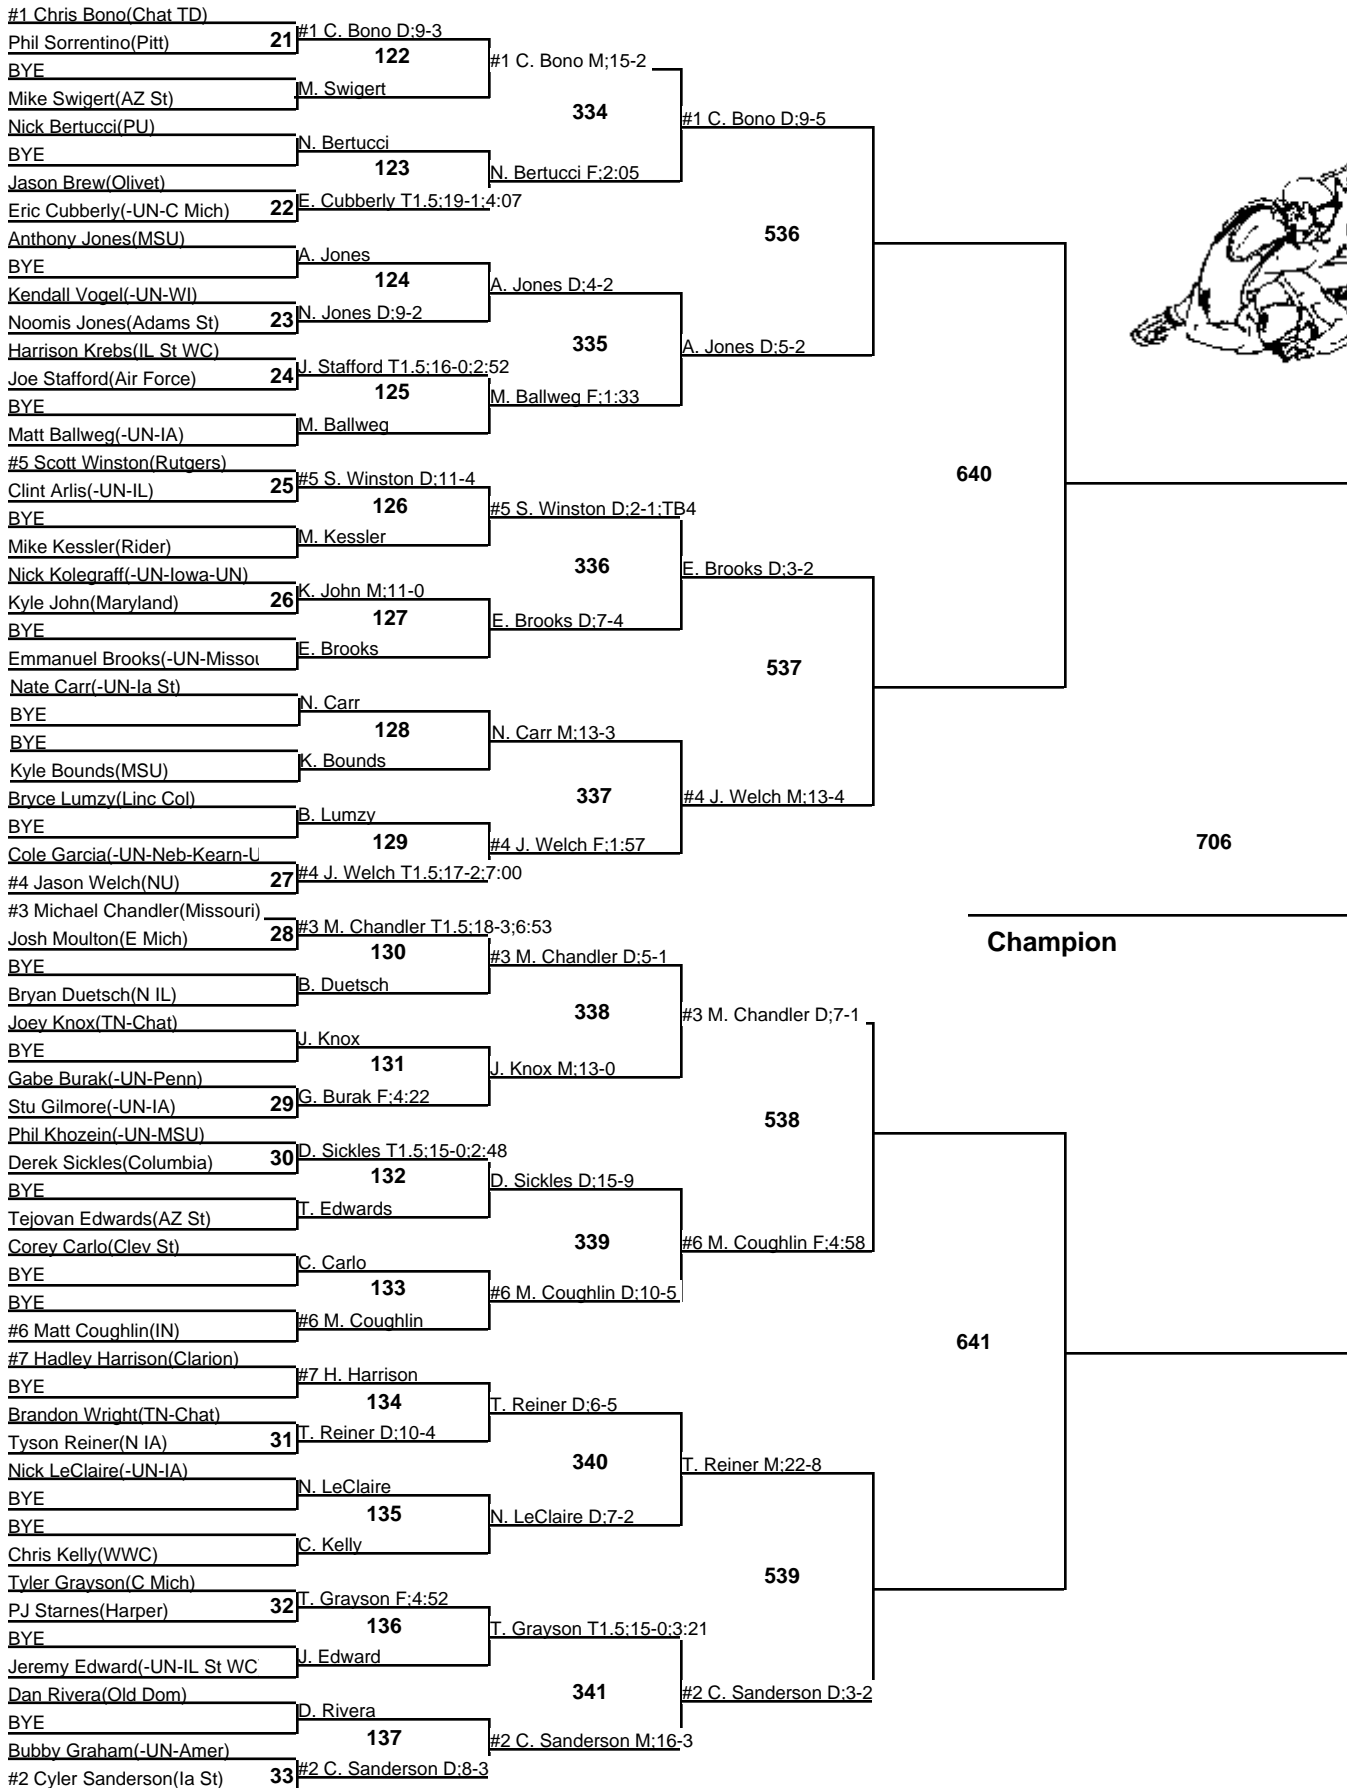 #1 Chris Bono(Chat TD)
Phil Sorrentino(Pitt)
21
#1 C. Bono D;9-3
122
BYE
#1 C. Bono M;15-2
Mike Swigert(AZ St)
M. Swigert
334
Nick Bertucci(PU)
#1 C. Bono D;9-5
BYE
N. Bertucci
123
Jason Brew(Olivet)
N. Bertucci F;2:05
Eric Cubberly(-UN-C Mich)
22
E. Cubberly T1.5;19-1;4:07
536
Anthony Jones(MSU)
BYE
A. Jones
124
Kendall Vogel(-UN-WI)
A. Jones D;4-2
Noomis Jones(Adams St)
23
N. Jones D;9-2
335
Harrison Krebs(IL St WC)
A. Jones D;5-2
Joe Stafford(Air Force)
24
J. Stafford T1.5;16-0;2:52
125
BYE
M. Ballweg F;1:33
Matt Ballweg(-UN-IA)
M. Ballweg
#5 Scott Winston(Rutgers)
640
Clint Arlis(-UN-IL)
25
#5 S. Winston D;11-4
126
BYE
#5 S. Winston D;2-1;TB4
Mike Kessler(Rider)
M. Kessler
336
Nick Kolegraff(-UN-Iowa-UN)
E. Brooks D;3-2
Kyle John(Maryland)
26
K. John M;11-0
127
BYE
E. Brooks D;7-4
Emmanuel Brooks(-UN-Missou
E. Brooks
537
Nate Carr(-UN-Ia St)
BYE
N. Carr
128
BYE
N. Carr M;13-3
Kyle Bounds(MSU)
K. Bounds
337
Bryce Lumzy(Linc Col)
#4 J. Welch M;13-4
BYE
B. Lumzy
129
706
Cole Garcia(-UN-Neb-Kearn-U
#4 J. Welch F;1:57
#4 Jason Welch(NU)
27
#4 J. Welch T1.5;17-2;7:00
#3 Michael Chandler(Missouri)
Josh Moulton(E Mich)
28
#3 M. Chandler T1.5;18-3;6:53
Champion
130
BYE
#3 M. Chandler D;5-1
Bryan Duetsch(N IL)
B. Duetsch
338
Joey Knox(TN-Chat)
#3 M. Chandler D;7-1
BYE
J. Knox
131
Gabe Burak(-UN-Penn)
J. Knox M;13-0
Stu Gilmore(-UN-IA)
29
G. Burak F;4:22
538
Phil Khozein(-UN-MSU)
Derek Sickles(Columbia)
30
D. Sickles T1.5;15-0;2:48
132
BYE
D. Sickles D;15-9
Tejovan Edwards(AZ St)
T. Edwards
339
Corey Carlo(Clev St)
#6 M. Coughlin F;4:58
BYE
C. Carlo
133
BYE
#6 M. Coughlin D;10-5
#6 Matt Coughlin(IN)
#6 M. Coughlin
641
#7 Hadley Harrison(Clarion)
BYE
#7 H. Harrison
134
Brandon Wright(TN-Chat)
T. Reiner D;6-5
Tyson Reiner(N IA)
31
T. Reiner D;10-4
340
Nick LeClaire(-UN-IA)
T. Reiner M;22-8
BYE
N. LeClaire
135
BYE
N. LeClaire D;7-2
Chris Kelly(WWC)
C. Kelly
539
Tyler Grayson(C Mich)
PJ Starnes(Harper)
32
T. Grayson F;4:52
136
BYE
T. Grayson T1.5;15-0;3:21
Jeremy Edward(-UN-IL St WC
J. Edward
341
Dan Rivera(Old Dom)
#2 C. Sanderson D;3-2
BYE
D. Rivera
137
Bubby Graham(-UN-Amer)
#2 C. Sanderson M;16-3
#2 Cyler Sanderson(Ia St)
33
#2 C. Sanderson D;8-3